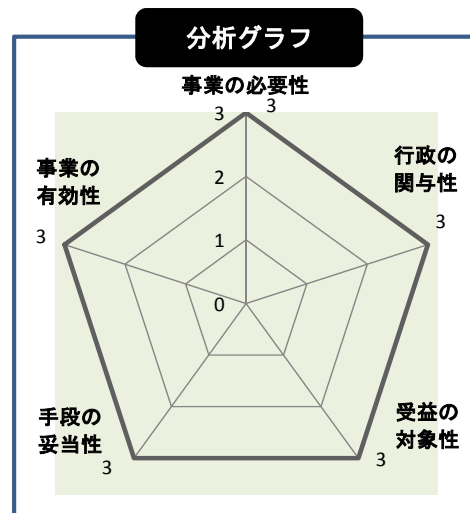 分析グラフ
事業の必要性
3
3
行政の
関与性
3
事業の
有効性
3
2
1
0
手段の
妥当性
3
受益の
対象性
3